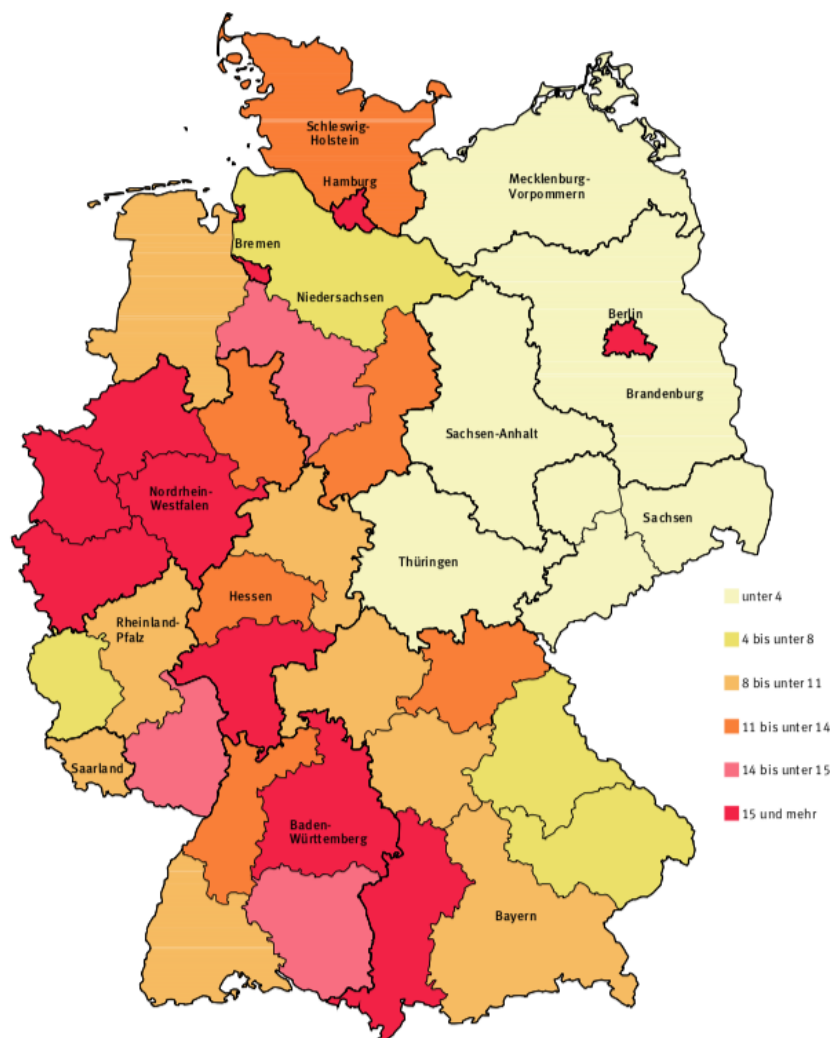 Schleswig-
Holstein
Hamburg
Mecklenburg-
Vorpommern
Bremen
Niedersachsen
Berlin
Brandenburg
Sachsen-Anhalt
Nordrhein-
Westfalen
Sachsen
Thüringen
Hessen
Rheinland-
Pfalz
Saarland
Baden-
Württemberg
Bayern
unter 4
4 bis unter 8
8 bis unter 11
11 bis unter 14
14 bis unter 15
15 und mehr